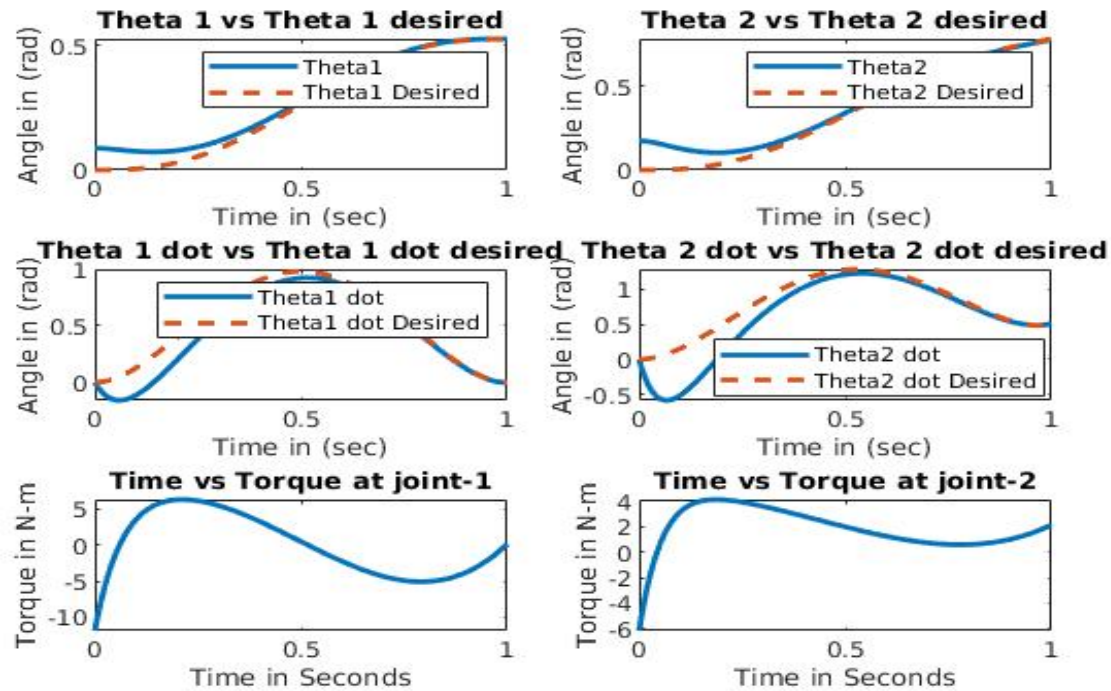 Theta 1 vs Theta 1 desired
Angle in (rad)
0.5
0
Theta1
Theta1 Desired
0
0.5
1
Time in (sec)
Theta 2 vs Theta 2 desired
Angle in (rad)
0.5
0
Theta2
Theta2 Desired
0
0.5
1
Time in (sec)
Theta 1 dot vs Theta 1 dot desired
Angle in (rad)
1
0.5
0
Theta1 dot
Theta1 dot Desired
0
0.5
1
Time in (sec)
Theta 2 dot vs Theta 2 dot desired
Angle in (rad)
1
0.5
0
-0.5
Theta2 dot
Theta2 dot Desired
0
0.5
1
Time in (sec)
Time vs Torque at joint-1
Torque in N-m
5
0
-5
-10
0
0.5
1
Time in Seconds
Time vs Torque at joint-2
Torque in N-m
4
2
0
-2
-4
-6
0
0.5
1
Time in Seconds